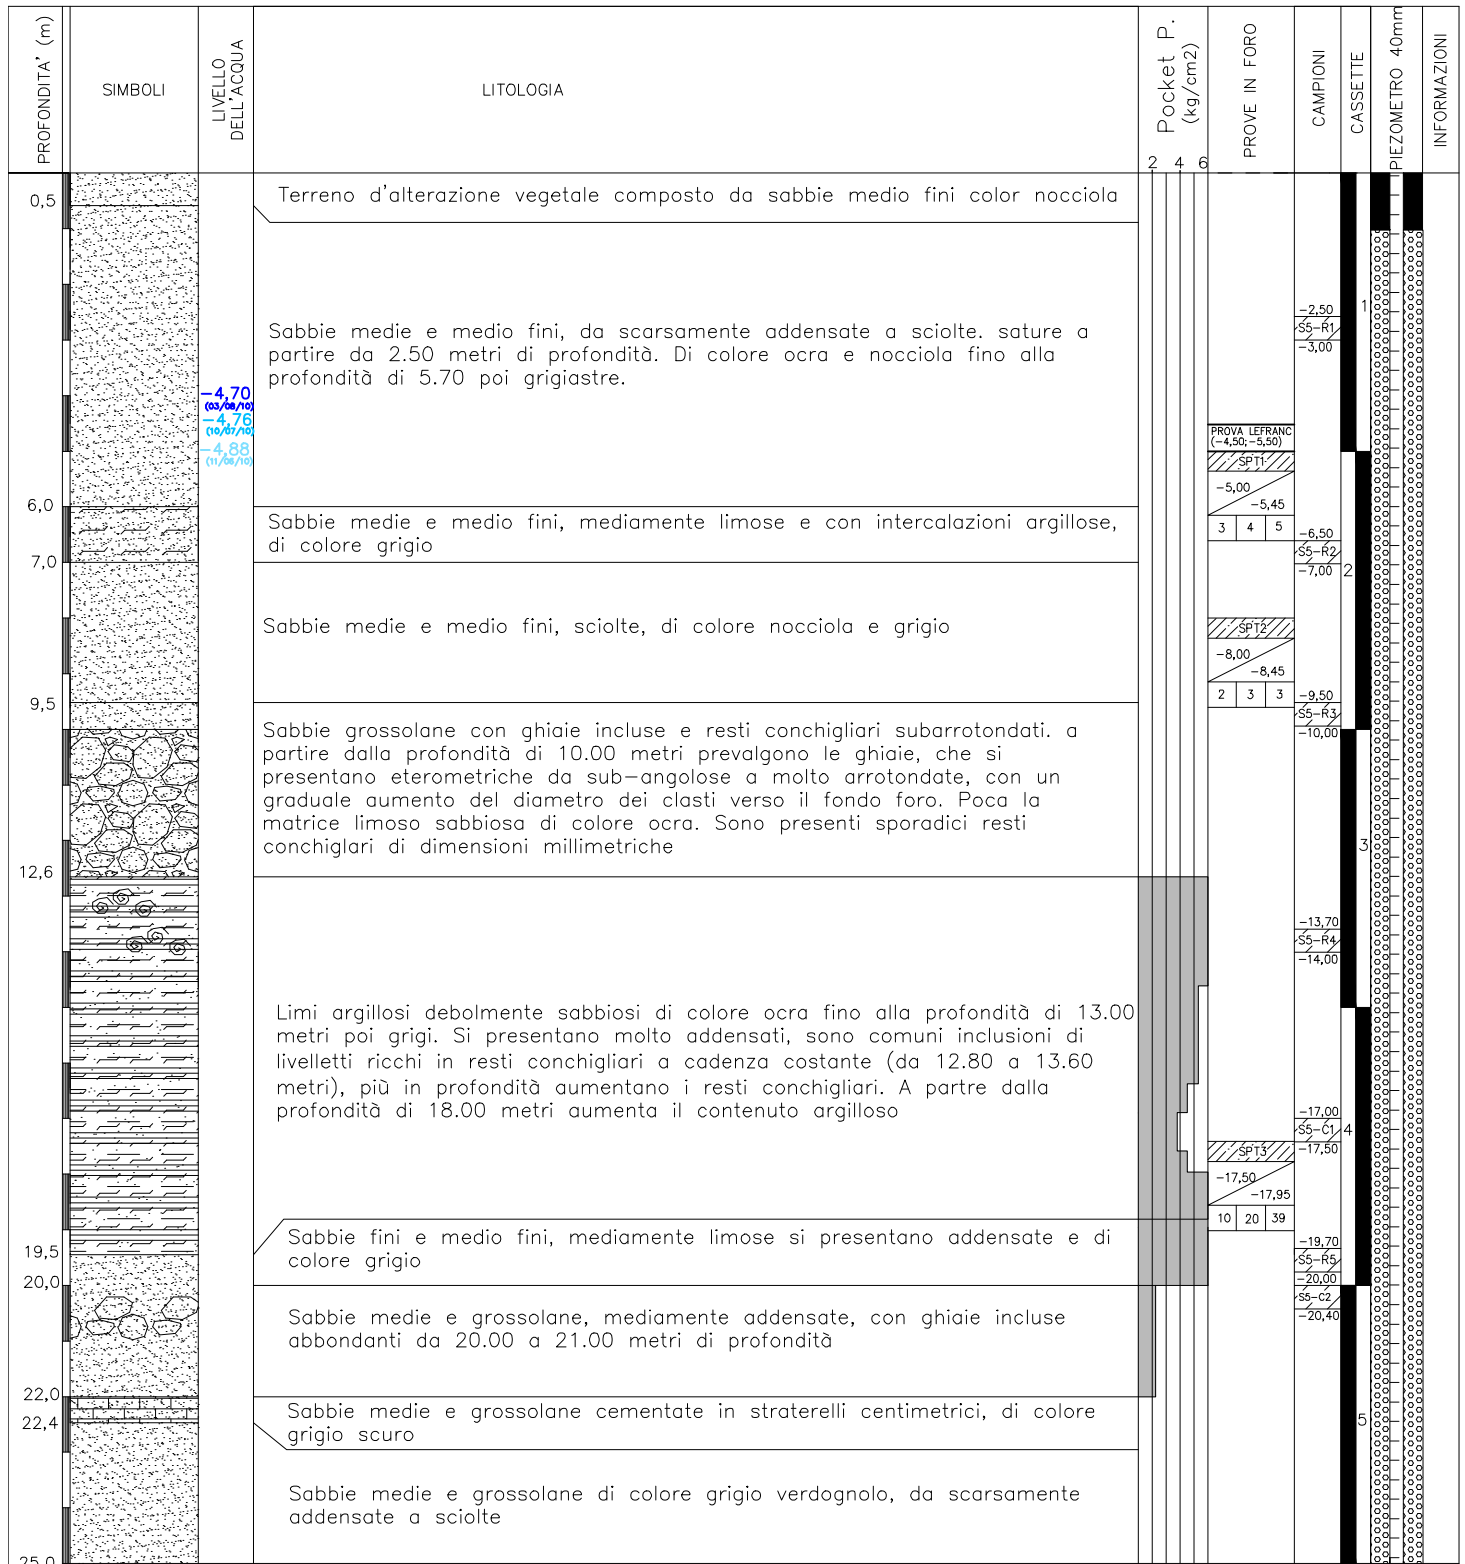 PROFONDITA' (m)
SIMBOLI
LIVELLO
DELL'ACQUA
LITOLOGIA
Pocket P.
(kg/cm2)
2 4 6
PROVE IN FORO
CAMPIONI
CASSETTE
PIEZOMETRO 40mm
INFORMAZIONI
0,5
Terreno d'alterazione vegetale composto da sabbie medio fini color nocciola
Sabbie medie e medio fini, da scarsamente addensate a sciolte. sature a
partire da 2.50 metri di profondità. Di colore ocra e nocciola fino alla
profondità di 5.70 poi grigiastre.
-2,50
S5-R1
-3,00
1
-4,70
(03/08/10)
-4,76
(10/07/10)
-4,88
(11/06/10)
PROVA LEFRANC
(-4,50;-5,50)
SPT1
-5,00
-5,45
3 4 5
6,0
Sabbie medie e medio fini, mediamente limose e con intercalazioni argillose,
di colore grigio
-6,50
S5-R2
-7,00
2
7,0
Sabbie medie e medio fini, sciolte, di colore nocciola e grigio
SPT2
-8,00
-8,45
2 3 3
9,5
-9,50
S5-R3
-10,00
Sabbie grossolane con ghiaie incluse e resti conchigliari subarrotondati. a
partire dalla profondità di 10.00 metri prevalgono le ghiaie, che si
presentano eterometriche da sub-angolose a molto arrotondate, con un
graduale aumento del diametro dei clasti verso il fondo foro. Poca la
matrice limoso sabbiosa di colore ocra. Sono presenti sporadici resti
conchiglari di dimensioni millimetriche
3
12,6
-13,70
S5-R4
-14,00
Limi argillosi debolmente sabbiosi di colore ocra fino alla profondità di 13.00
metri poi grigi. Si presentano molto addensati, sono comuni inclusioni di
livelletti ricchi in resti conchigliari a cadenza costante (da 12.80 a 13.60
metri), più in profondità aumentano i resti conchigliari. A partre dalla
profondità di 18.00 metri aumenta il contenuto argilloso
-17,00
S5-C1
-17,50
4
SPT3
-17,50
-17,95
10 20 39
19,5
Sabbie fini e medio fini, mediamente limose si presentano addensate e di
colore grigio
-19,70
S5-R5
-20,00
S5-C2
-20,40
20,0
Sabbie medie e grossolane, mediamente addensate, con ghiaie incluse
abbondanti da 20.00 a 21.00 metri di profondità
22,0
Sabbie medie e grossolane cementate in straterelli centimetrici, di colore
grigio scuro
22,4
5
Sabbie medie e grossolane di colore grigio verdognolo, da scarsamente
addensate a sciolte
25,0